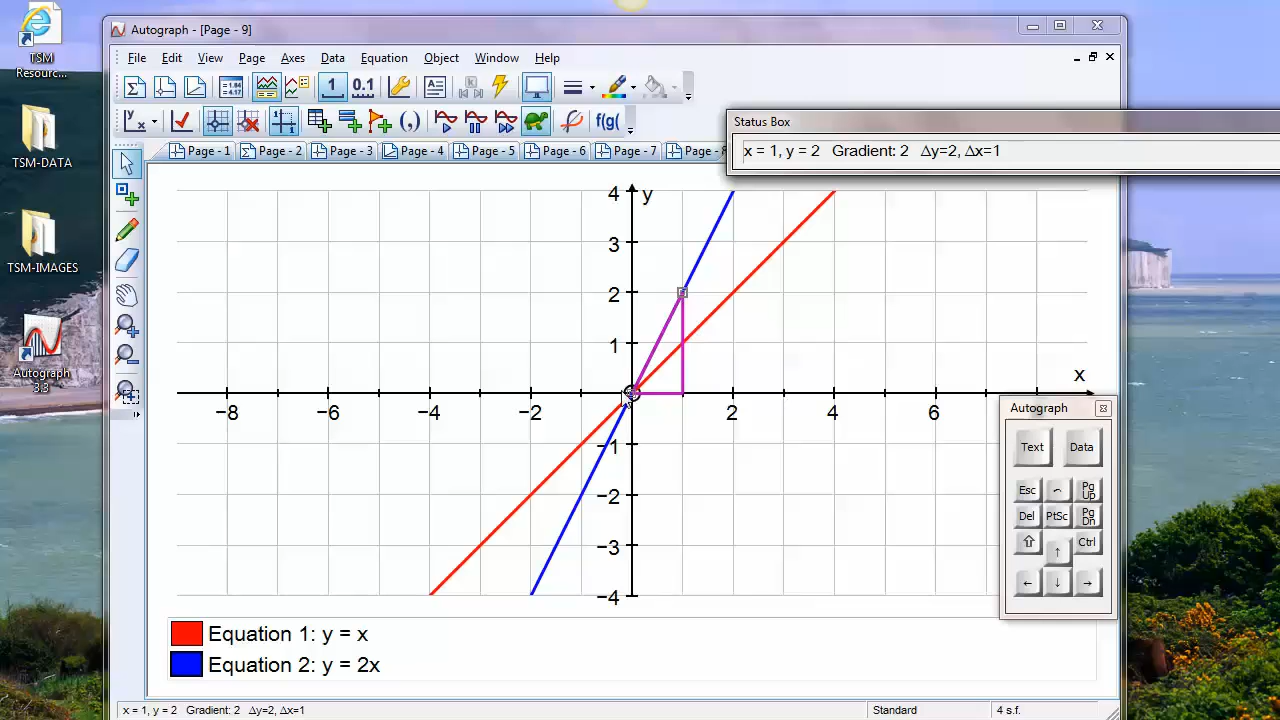 TSM
Resourc...
TSM-DATA
TSM-IMAGES
Autograph
3.3
Autograph - [Page - 9]
File Edit View Page Axes Data Equation Object Window Help
1 0.1
f(g(
Page - 1 Page - 2 Page - 3 Page - 4 Page - 5 Page - 6 Page - 7 Page - 8
Status Box
x = 1, y = 2 Gradient: 2 Δy=2, Δx=1
y
4
3
2
1
x
−8 −6 −4 −2 2 4 6
−1
−2
−3
−4
Autograph
Text Data
Esc Pg Up
Del PtSc Pg Dn
Ctrl
Equation 1: y = x
Equation 2: y = 2x
x = 1, y = 2 Gradient: 2 Δy=2, Δx=1 Standard 4 s.f.